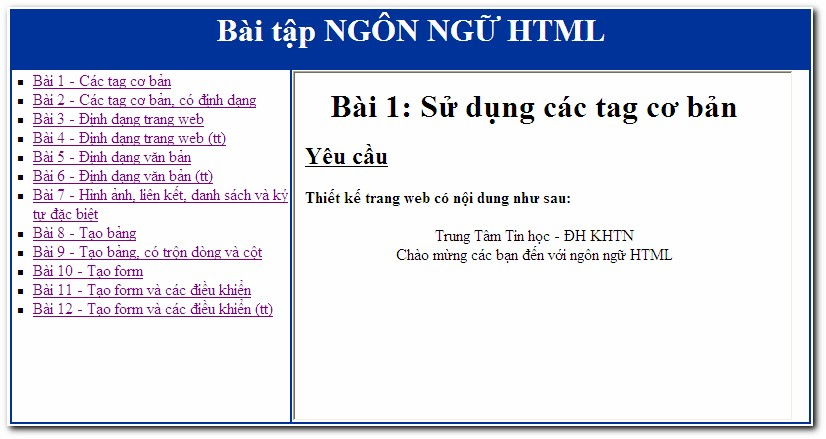 Bài tập NGÔN NGỮ HTML
Bài 1 - Các tag cơ bản
Bài 2 - Các tag cơ bản, có định dạng
Bài 3 - Định dạng trang web
Bài 4 - Định dạng trang web (tt)
Bài 5 - Định dạng văn bản
Bài 6 - Định dạng văn bản (tt)
Bài 7 - Hình ảnh, liên kết, danh sách và ký
tự đặc biệt
Bài 8 - Tạo bảng
Bài 9 - Tạo bảng, có trộn dòng và cột
Bài 10 - Tạo form
Bài 11 - Tạo form và các điều khiển
Bài 12 - Tạo form và các điều khiển (tt)
Bài 1: Sử dụng các tag cơ bản
Yêu cầu
Thiết kế trang web có nội dung như sau:
Trung Tâm Tin học - ĐH KHTN
Chào mừng các bạn đến với ngôn ngữ HTML